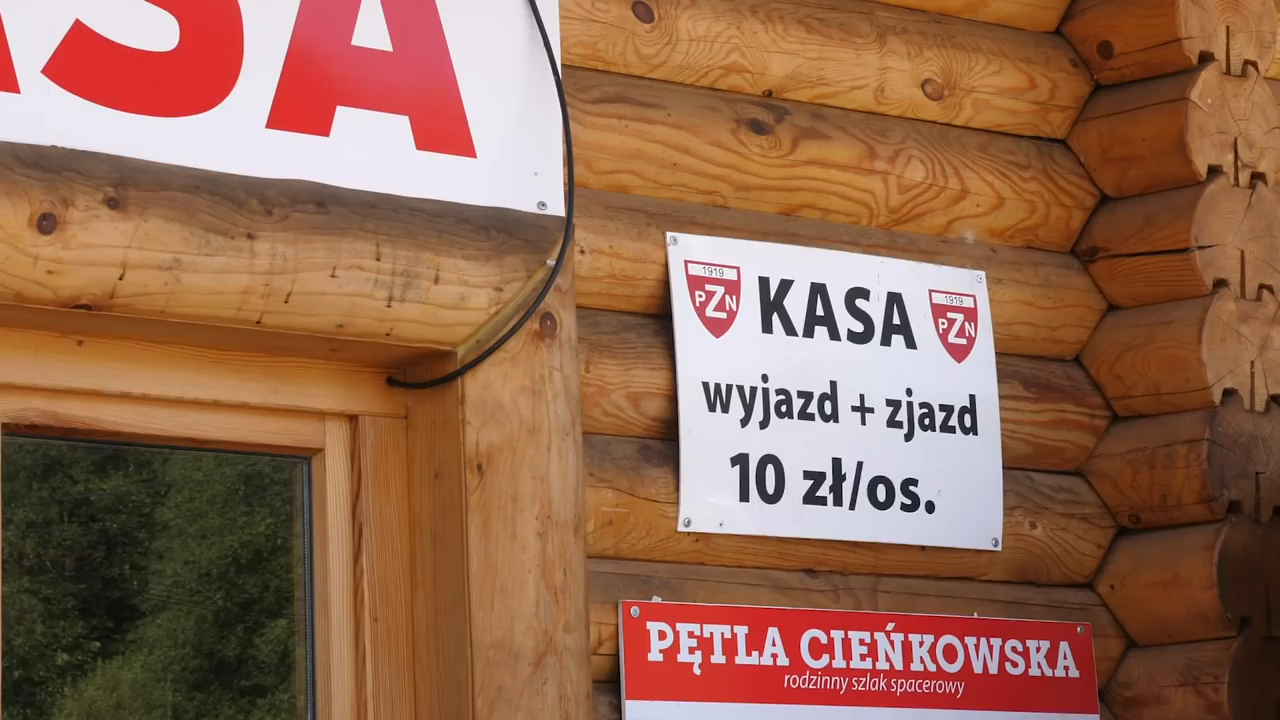 ASA
1919
PZN
KASA
1919
PZN
wyjazd + zjazd
10 zł/os.
PĘTLA CIEŃKOWSKA
rodzinny szlak spacerowy